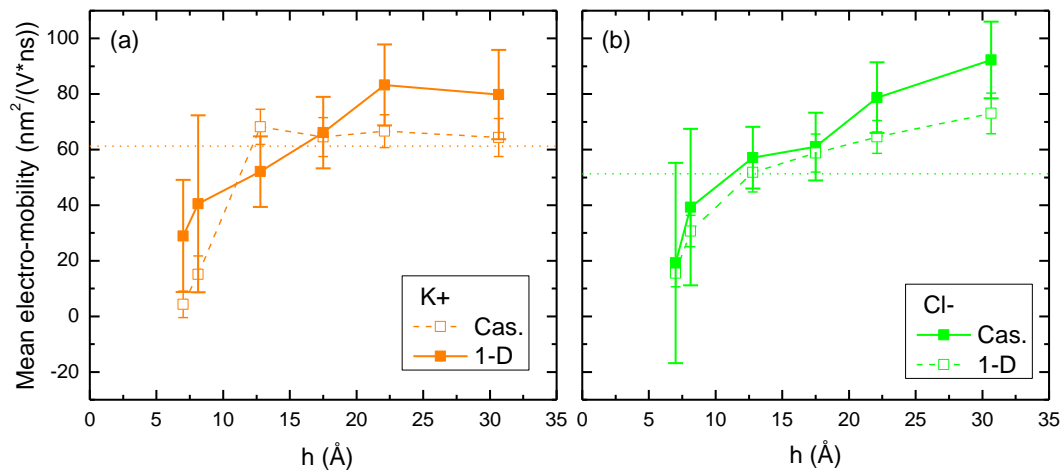 (a)
(b)
Mean electro-mobility (nm²/(V*ns))
100
80
60
40
20
0
-20
K+
Cas.
1-D
Cl-
Cas.
1-D
0 5 10 15 20 25 30 35
0 5 10 15 20 25 30 35
h (Å)
h (Å)